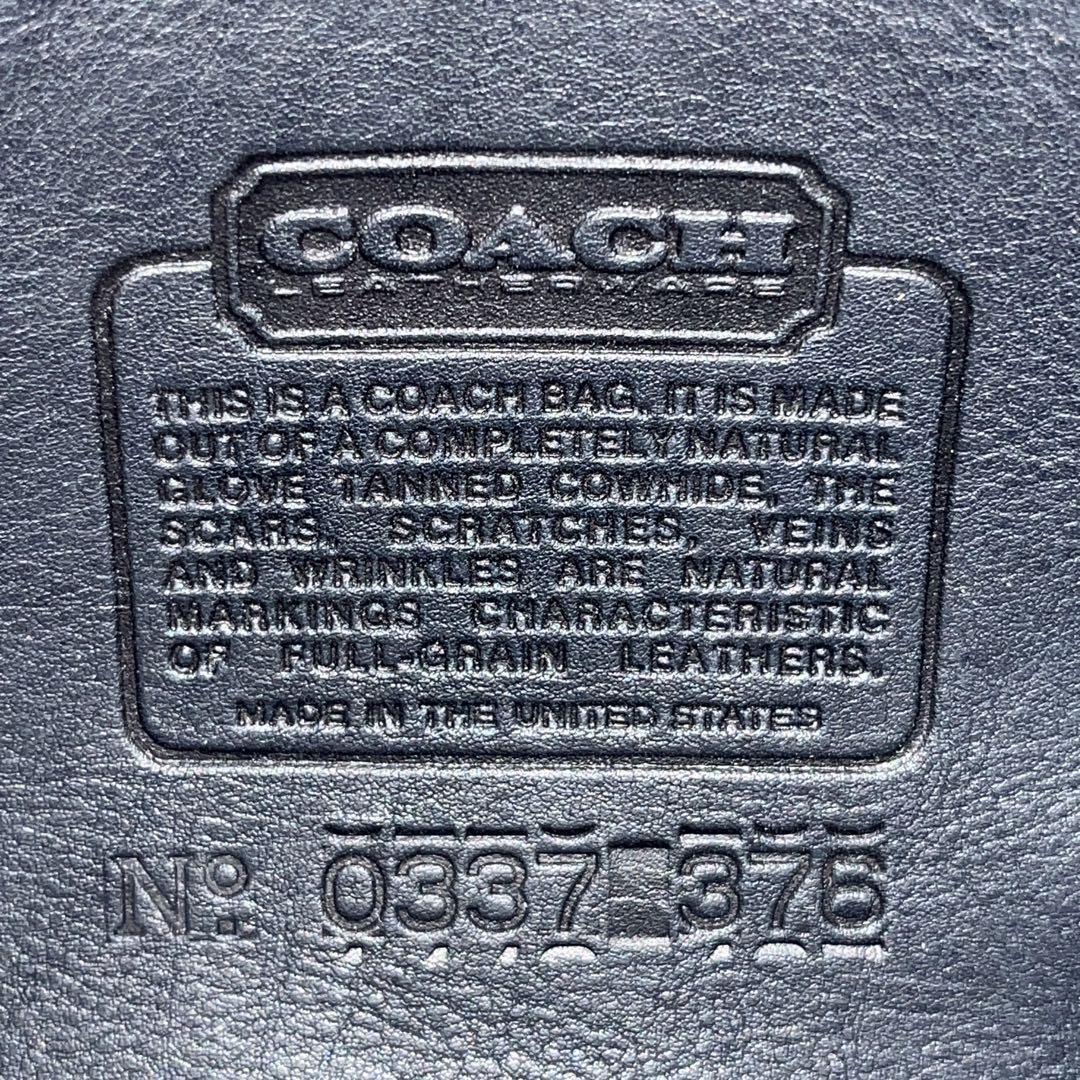 COACH
LEATHERWARE
THIS IS A COACH BAG. IT IS MADE
OUT OF A COMPLETELY NATURAL
GLOVE TANNED COWHIDE, THE
SCARS, SCRATCHES, VEINS
AND WRINKLES ARE NATURAL
MARKINGS CHARACTERISTIC
OF FULL-GRAIN LEATHERS.
MADE IN THE UNITED STATES
No. 0337 376